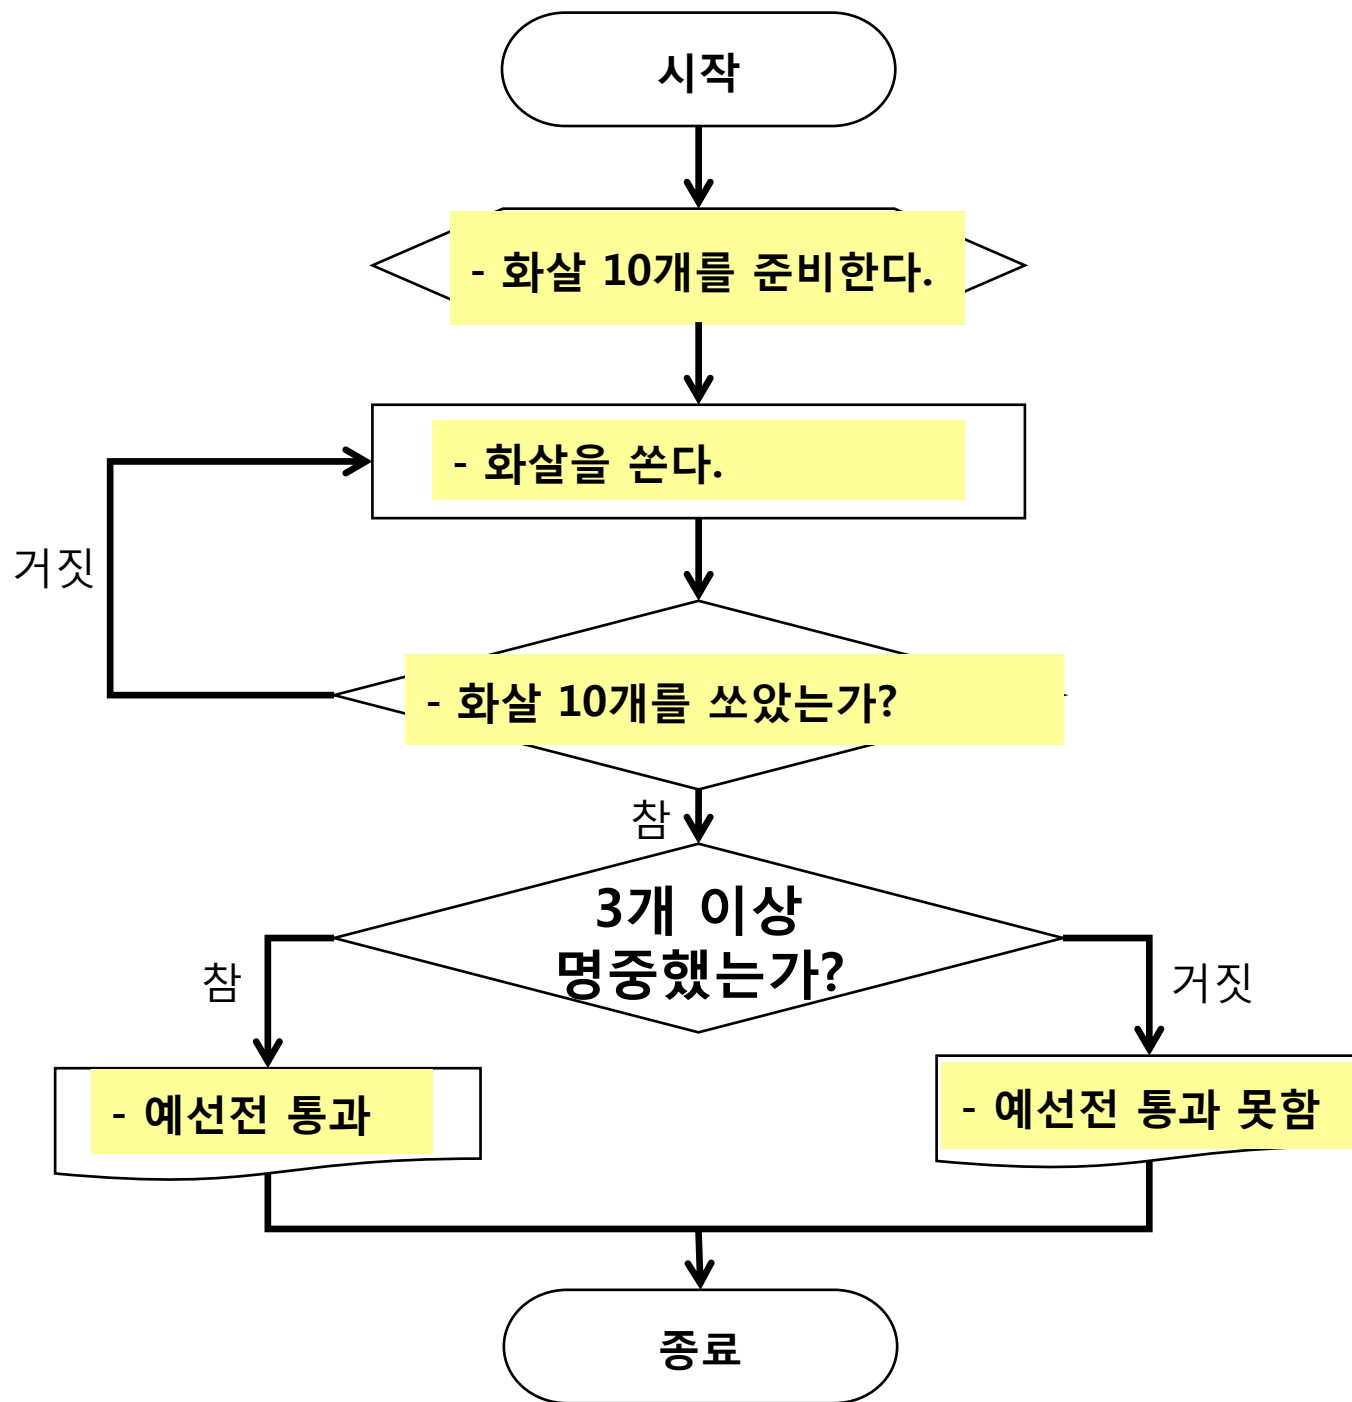 시작
- 화살 10개를 준비한다.
- 화살을 쏜다.
거짓
- 화살 10개를 쏘았는가?
참
3개 이상
명중했는가?
참
거짓
- 예선전 통과
- 예선전 통과 못함
종료